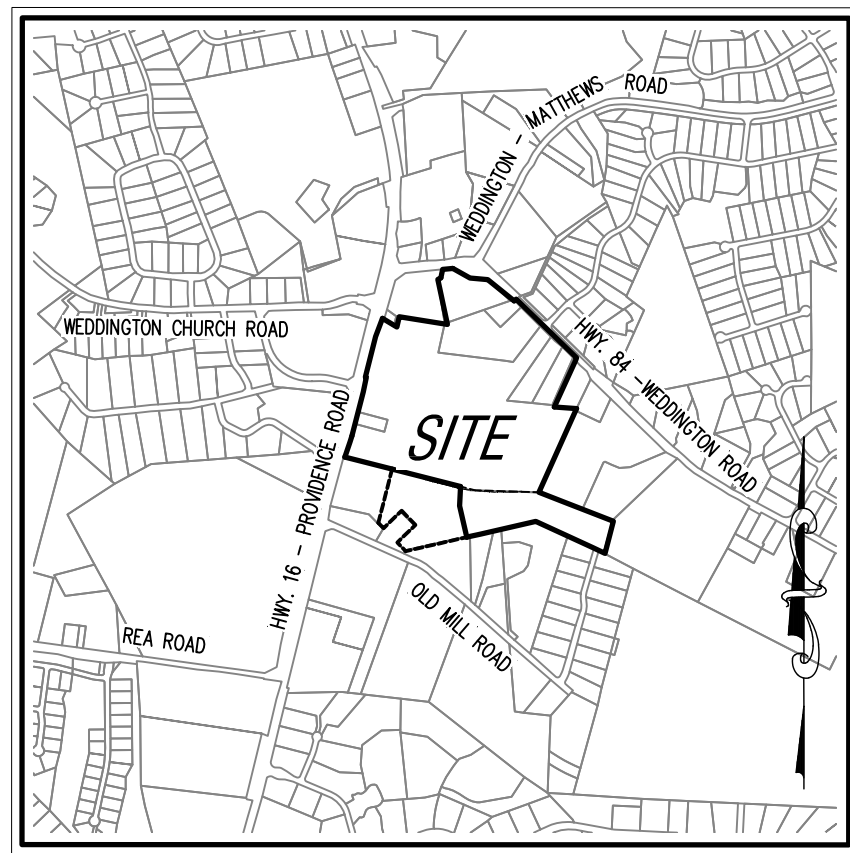 WEDDINGTON - MATTHEWS ROAD
WEDDINGTON CHURCH ROAD
HWY. 84 -WEDDINGTON ROAD
SITE
HWY. 16 - PROVIDENCE ROAD
OLD MILL ROAD
REA ROAD